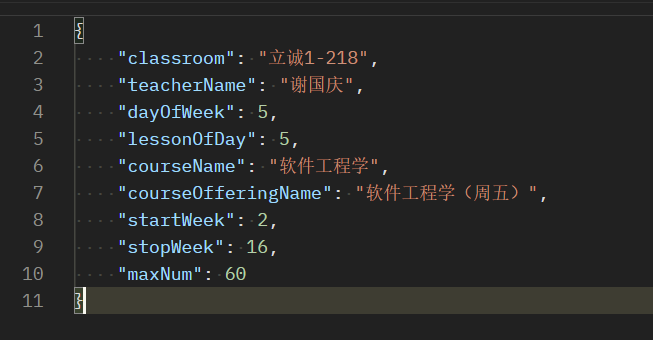 1 {
2     "classroom": "立诚1-218",
3     "teacherName": "谢国庆",
4     "dayOfWeek": 5,
5     "lessonOfDay": 5,
6     "courseName": "软件工程学",
7     "courseOfferingName": "软件工程学（周五）",
8     "startWeek": 2,
9     "stopWeek": 16,
10     "maxNum": 60
11 }